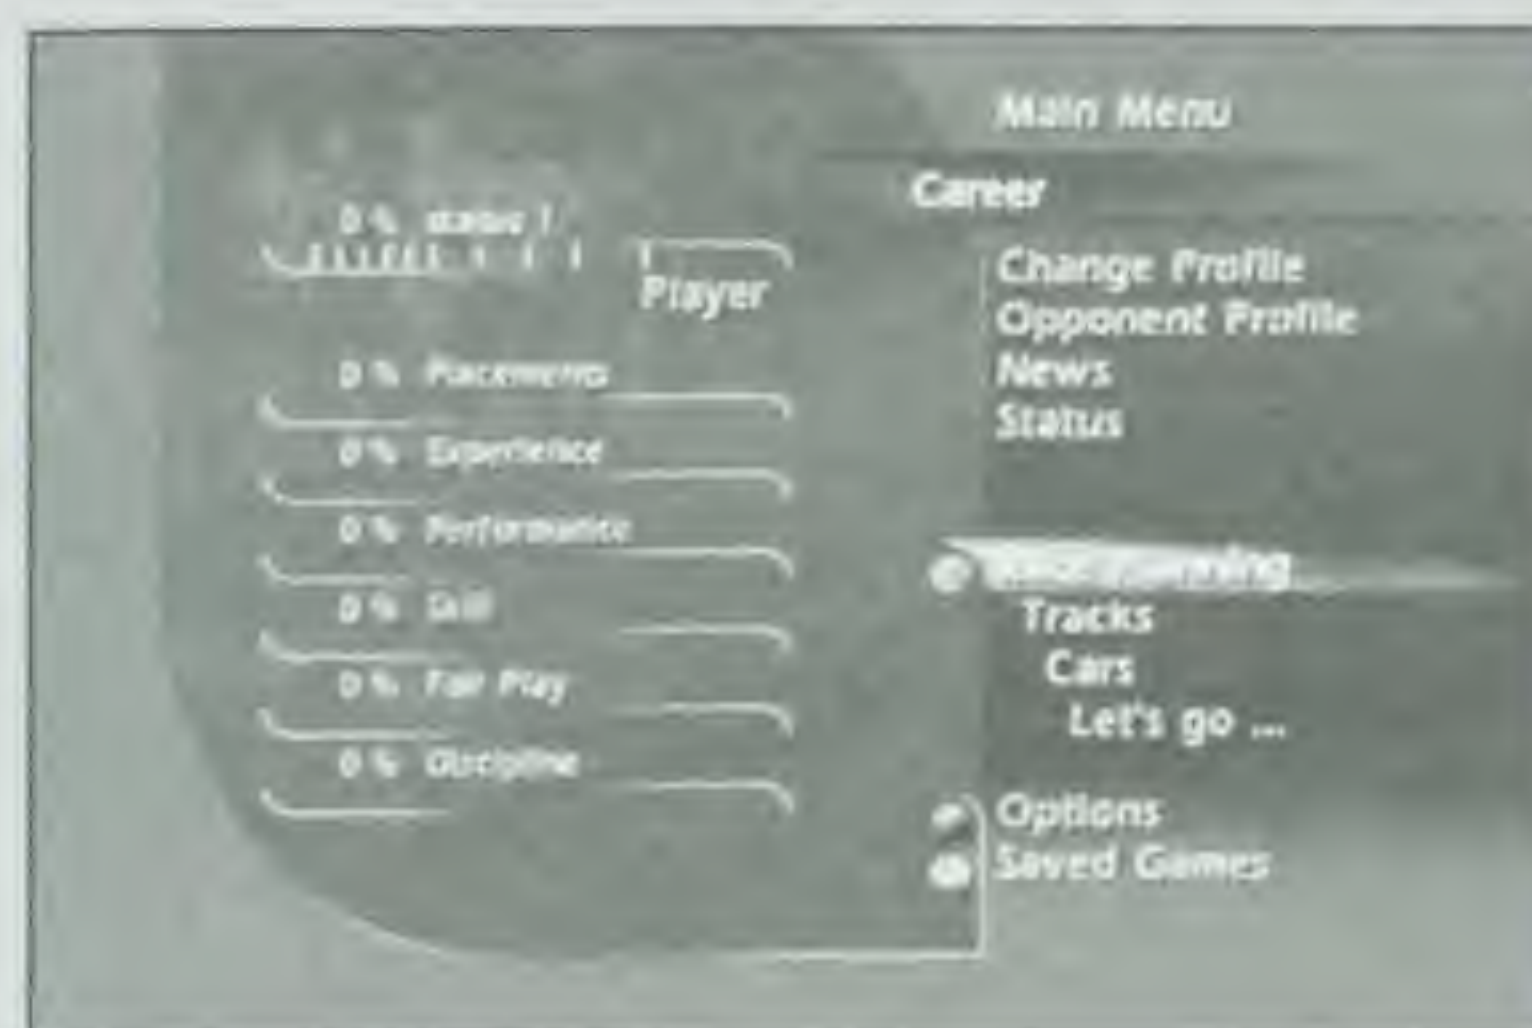 Main Menu
Career
0 % status
Player
0 % Placements
0 % Experience
0 % Performance
0 % Skill
0 % Fair Play
0 % Discipline
Change Profile
Opponent Profile
News
Status
Tracks
Cars
Let's go ...
Options
Saved Games